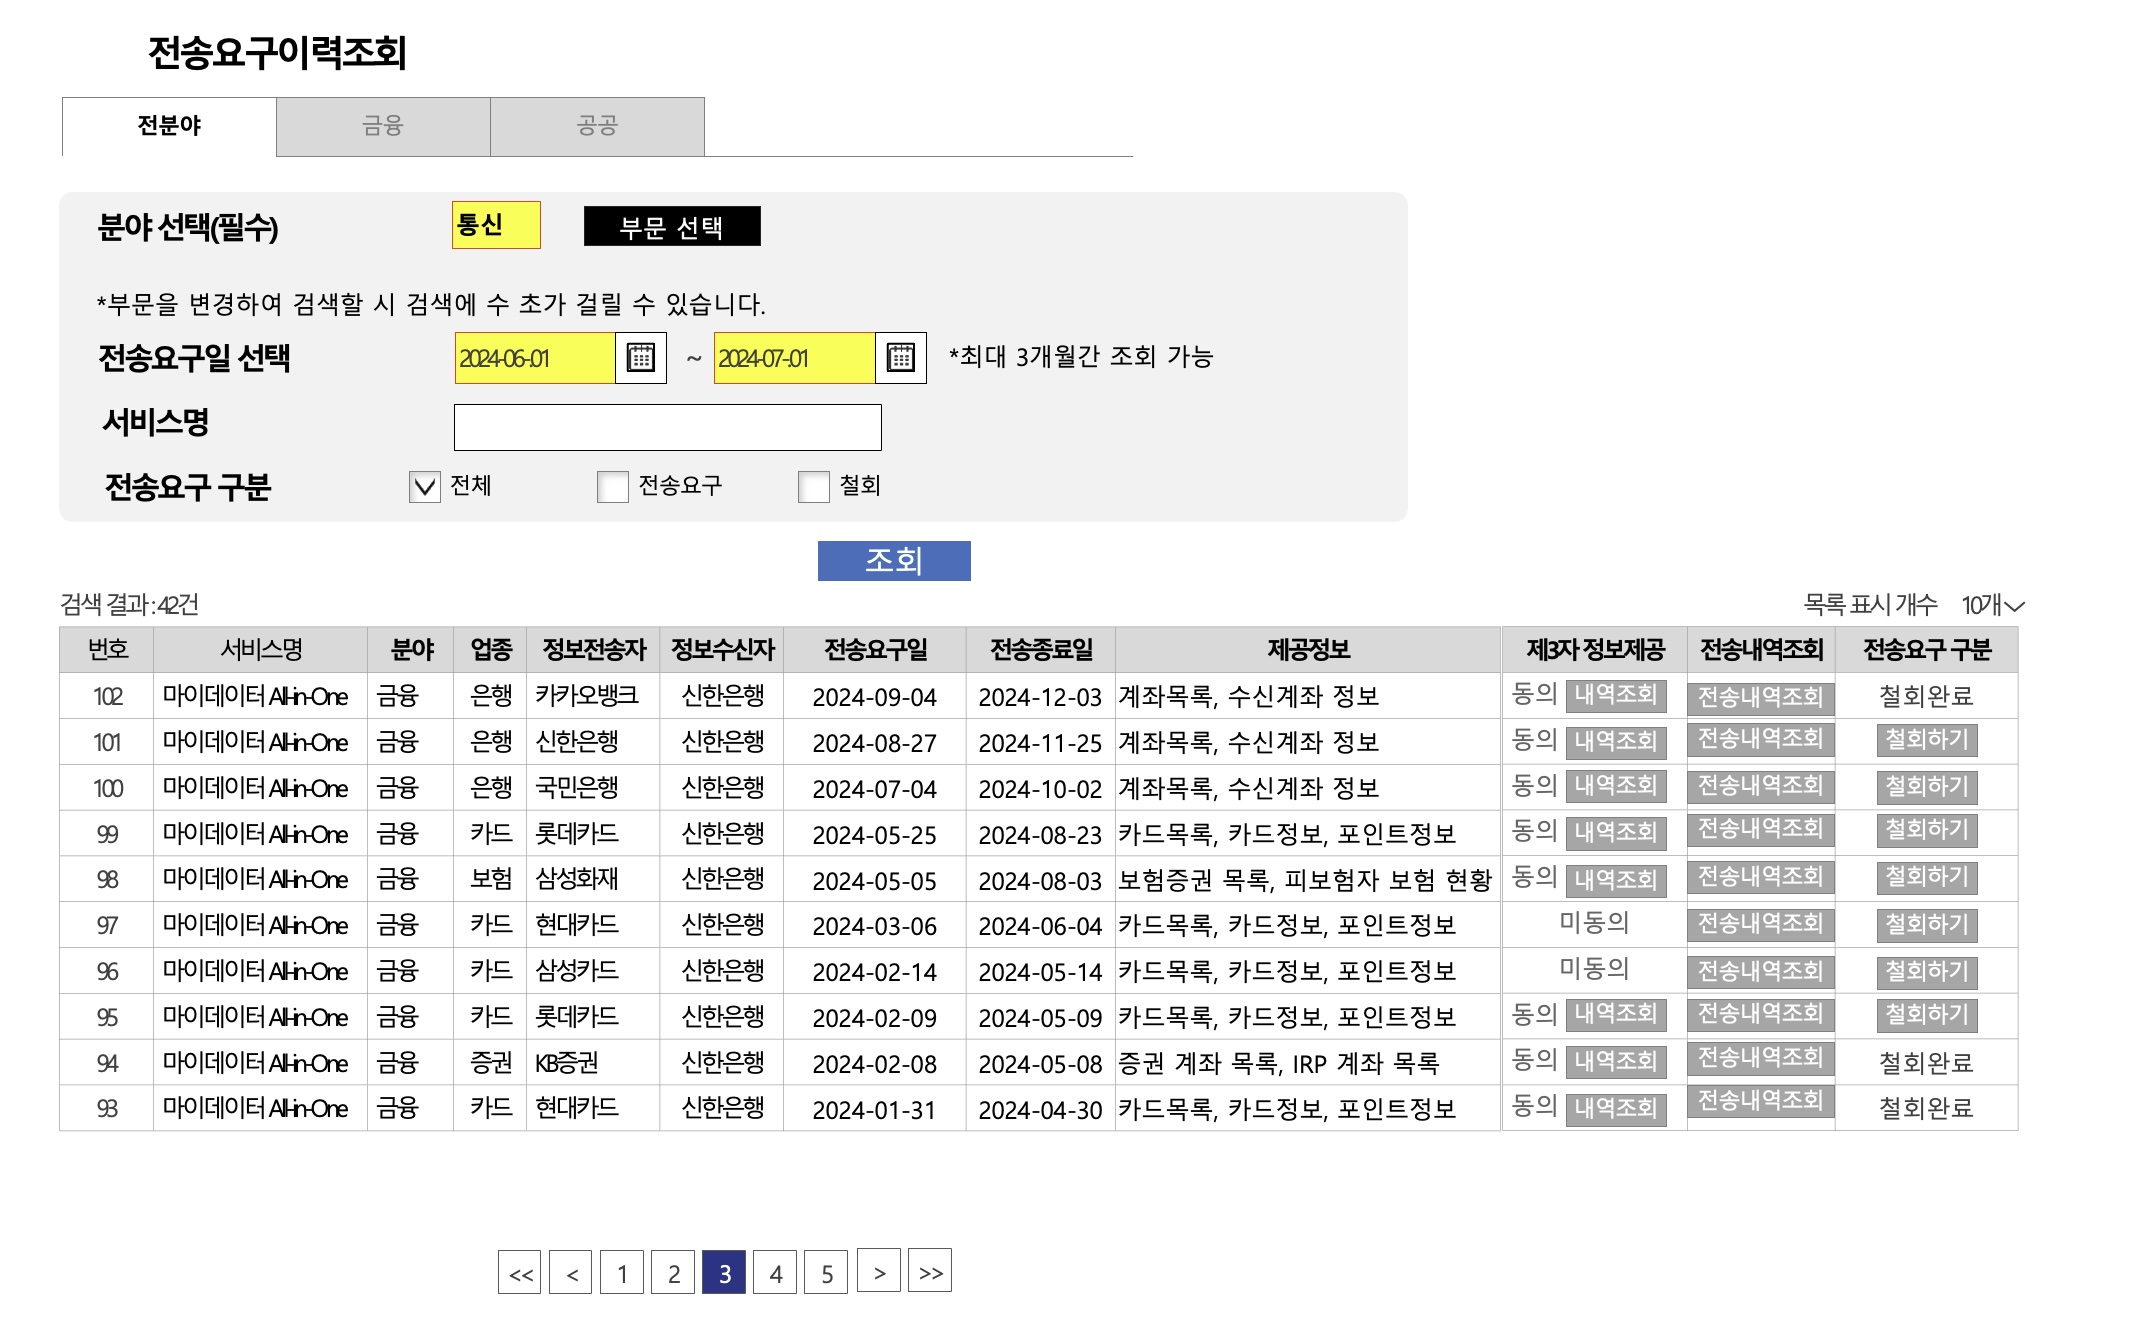 전송요구이력조회
전분야 금융 공공
분야 선택(필수) 통신 부문 선택
*부문을 변경하여 검색할 시 검색에 수 초가 걸릴 수 있습니다.
전송요구일 선택 2024-06-01 ~ 2024-07-01 *최대 3개월간 조회 가능
서비스명
전송요구 구분 전체 전송요구 철회
조회
검색 결과 : 42건 목록 표시 개수 10개
번호 서비스명 분야 업종 정보전송자 정보수신자 전송요구일 전송종료일 제공정보 제3자 정보제공 전송내역조회 전송요구 구분
102 마이데이터 All-in-One 금융 은행 카카오뱅크 신한은행 2024-09-04 2024-12-03 계좌목록, 수신계좌 정보 동의 내역조회 전송내역조회 철회완료
101 마이데이터 All-in-One 금융 은행 신한은행 신한은행 2024-08-27 2024-11-25 계좌목록, 수신계좌 정보 동의 내역조회 전송내역조회 철회하기
100 마이데이터 All-in-One 금융 은행 국민은행 신한은행 2024-07-04 2024-10-02 계좌목록, 수신계좌 정보 동의 내역조회 전송내역조회 철회하기
99 마이데이터 All-in-One 금융 카드 롯데카드 신한은행 2024-05-25 2024-08-23 카드목록, 카드정보, 포인트정보 동의 내역조회 전송내역조회 철회하기
98 마이데이터 All-in-One 금융 보험 삼성화재 신한은행 2024-05-05 2024-08-03 보험증권 목록, 피보험자 보험 현황 동의 내역조회 전송내역조회 철회하기
97 마이데이터 All-in-One 금융 카드 현대카드 신한은행 2024-03-06 2024-06-04 카드목록, 카드정보, 포인트정보 미동의 전송내역조회 철회하기
96 마이데이터 All-in-One 금융 카드 삼성카드 신한은행 2024-02-14 2024-05-14 카드목록, 카드정보, 포인트정보 미동의 전송내역조회 철회하기
95 마이데이터 All-in-One 금융 카드 롯데카드 신한은행 2024-02-09 2024-05-09 카드목록, 카드정보, 포인트정보 동의 내역조회 전송내역조회 철회하기
94 마이데이터 All-in-One 금융 증권 KB증권 신한은행 2024-02-08 2024-05-08 증권 계좌 목록, IRP 계좌 목록 동의 내역조회 전송내역조회 철회완료
93 마이데이터 All-in-One 금융 카드 현대카드 신한은행 2024-01-31 2024-04-30 카드목록, 카드정보, 포인트정보 동의 내역조회 전송내역조회 철회완료
<< < 1 2 3 4 5 > >>